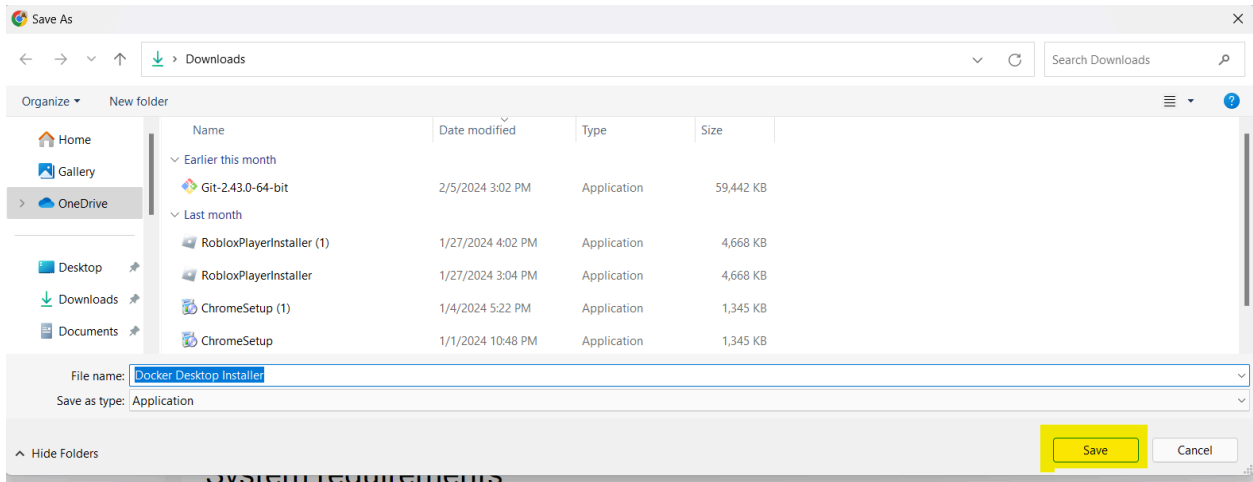 Save As
Downloads
Search Downloads
Organize New folder
Name Date modified Type Size
Home
Gallery
OneDrive
Desktop
Downloads
Documents
Earlier this month
Git-2.43.0-64-bit 2/5/2024 3:02 PM Application 59,442 KB
Last month
RobloxPlayerInstaller (1) 1/27/2024 4:02 PM Application 4,668 KB
RobloxPlayerInstaller 1/27/2024 3:04 PM Application 4,668 KB
ChromeSetup (1) 1/4/2024 5:22 PM Application 1,345 KB
ChromeSetup 1/1/2024 10:48 PM Application 1,345 KB
File name: Docker Desktop Installer
Save as type: Application
Hide Folders Save Cancel
System requirements